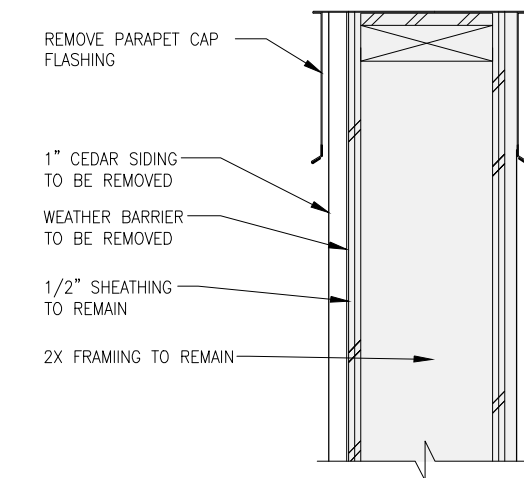 REMOVE PARAPET CAP
FLASHING
1” CEDAR SIDING
TO BE REMOVED
WEATHER BARRIER
TO BE REMOVED
1/2” SHEATHING
TO REMAIN
2X FRAMIING TO REMAIN